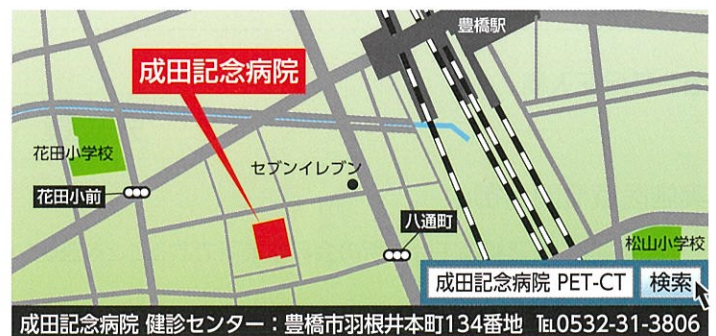 豊橋駅
成田記念病院
花田小学校
セブンイレブン
花田小前
八通町
松山小学校
成田記念病院 PET-CT 検索
成田記念病院 健診センター：豊橋市羽根井本町134番地 ℡0532-31-3806